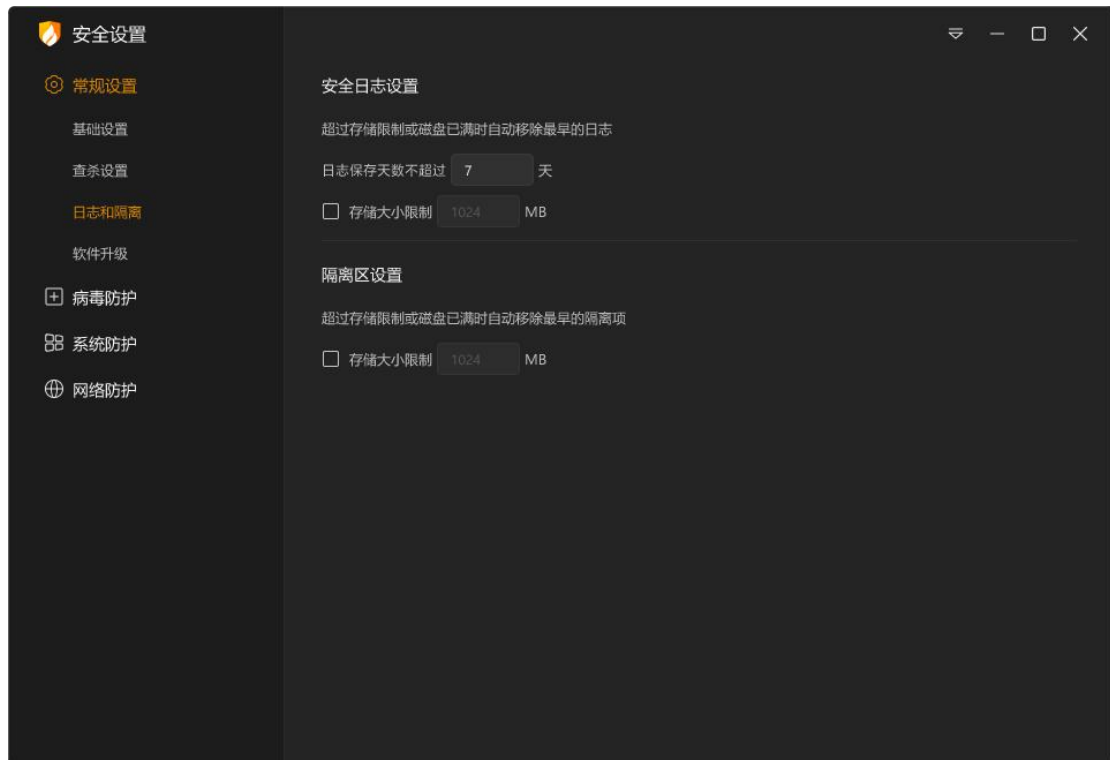 安全设置
常规设置
基础设置
查杀设置
日志和隔离
软件升级
病毒防护
系统防护
网络防护
安全日志设置
超过存储限制或磁盘已满时自动移除最早的日志
日志保存天数不超过 7 天
存储大小限制 1024 MB
隔离区设置
超过存储限制或磁盘已满时自动移除最早的隔离项
存储大小限制 1024 MB